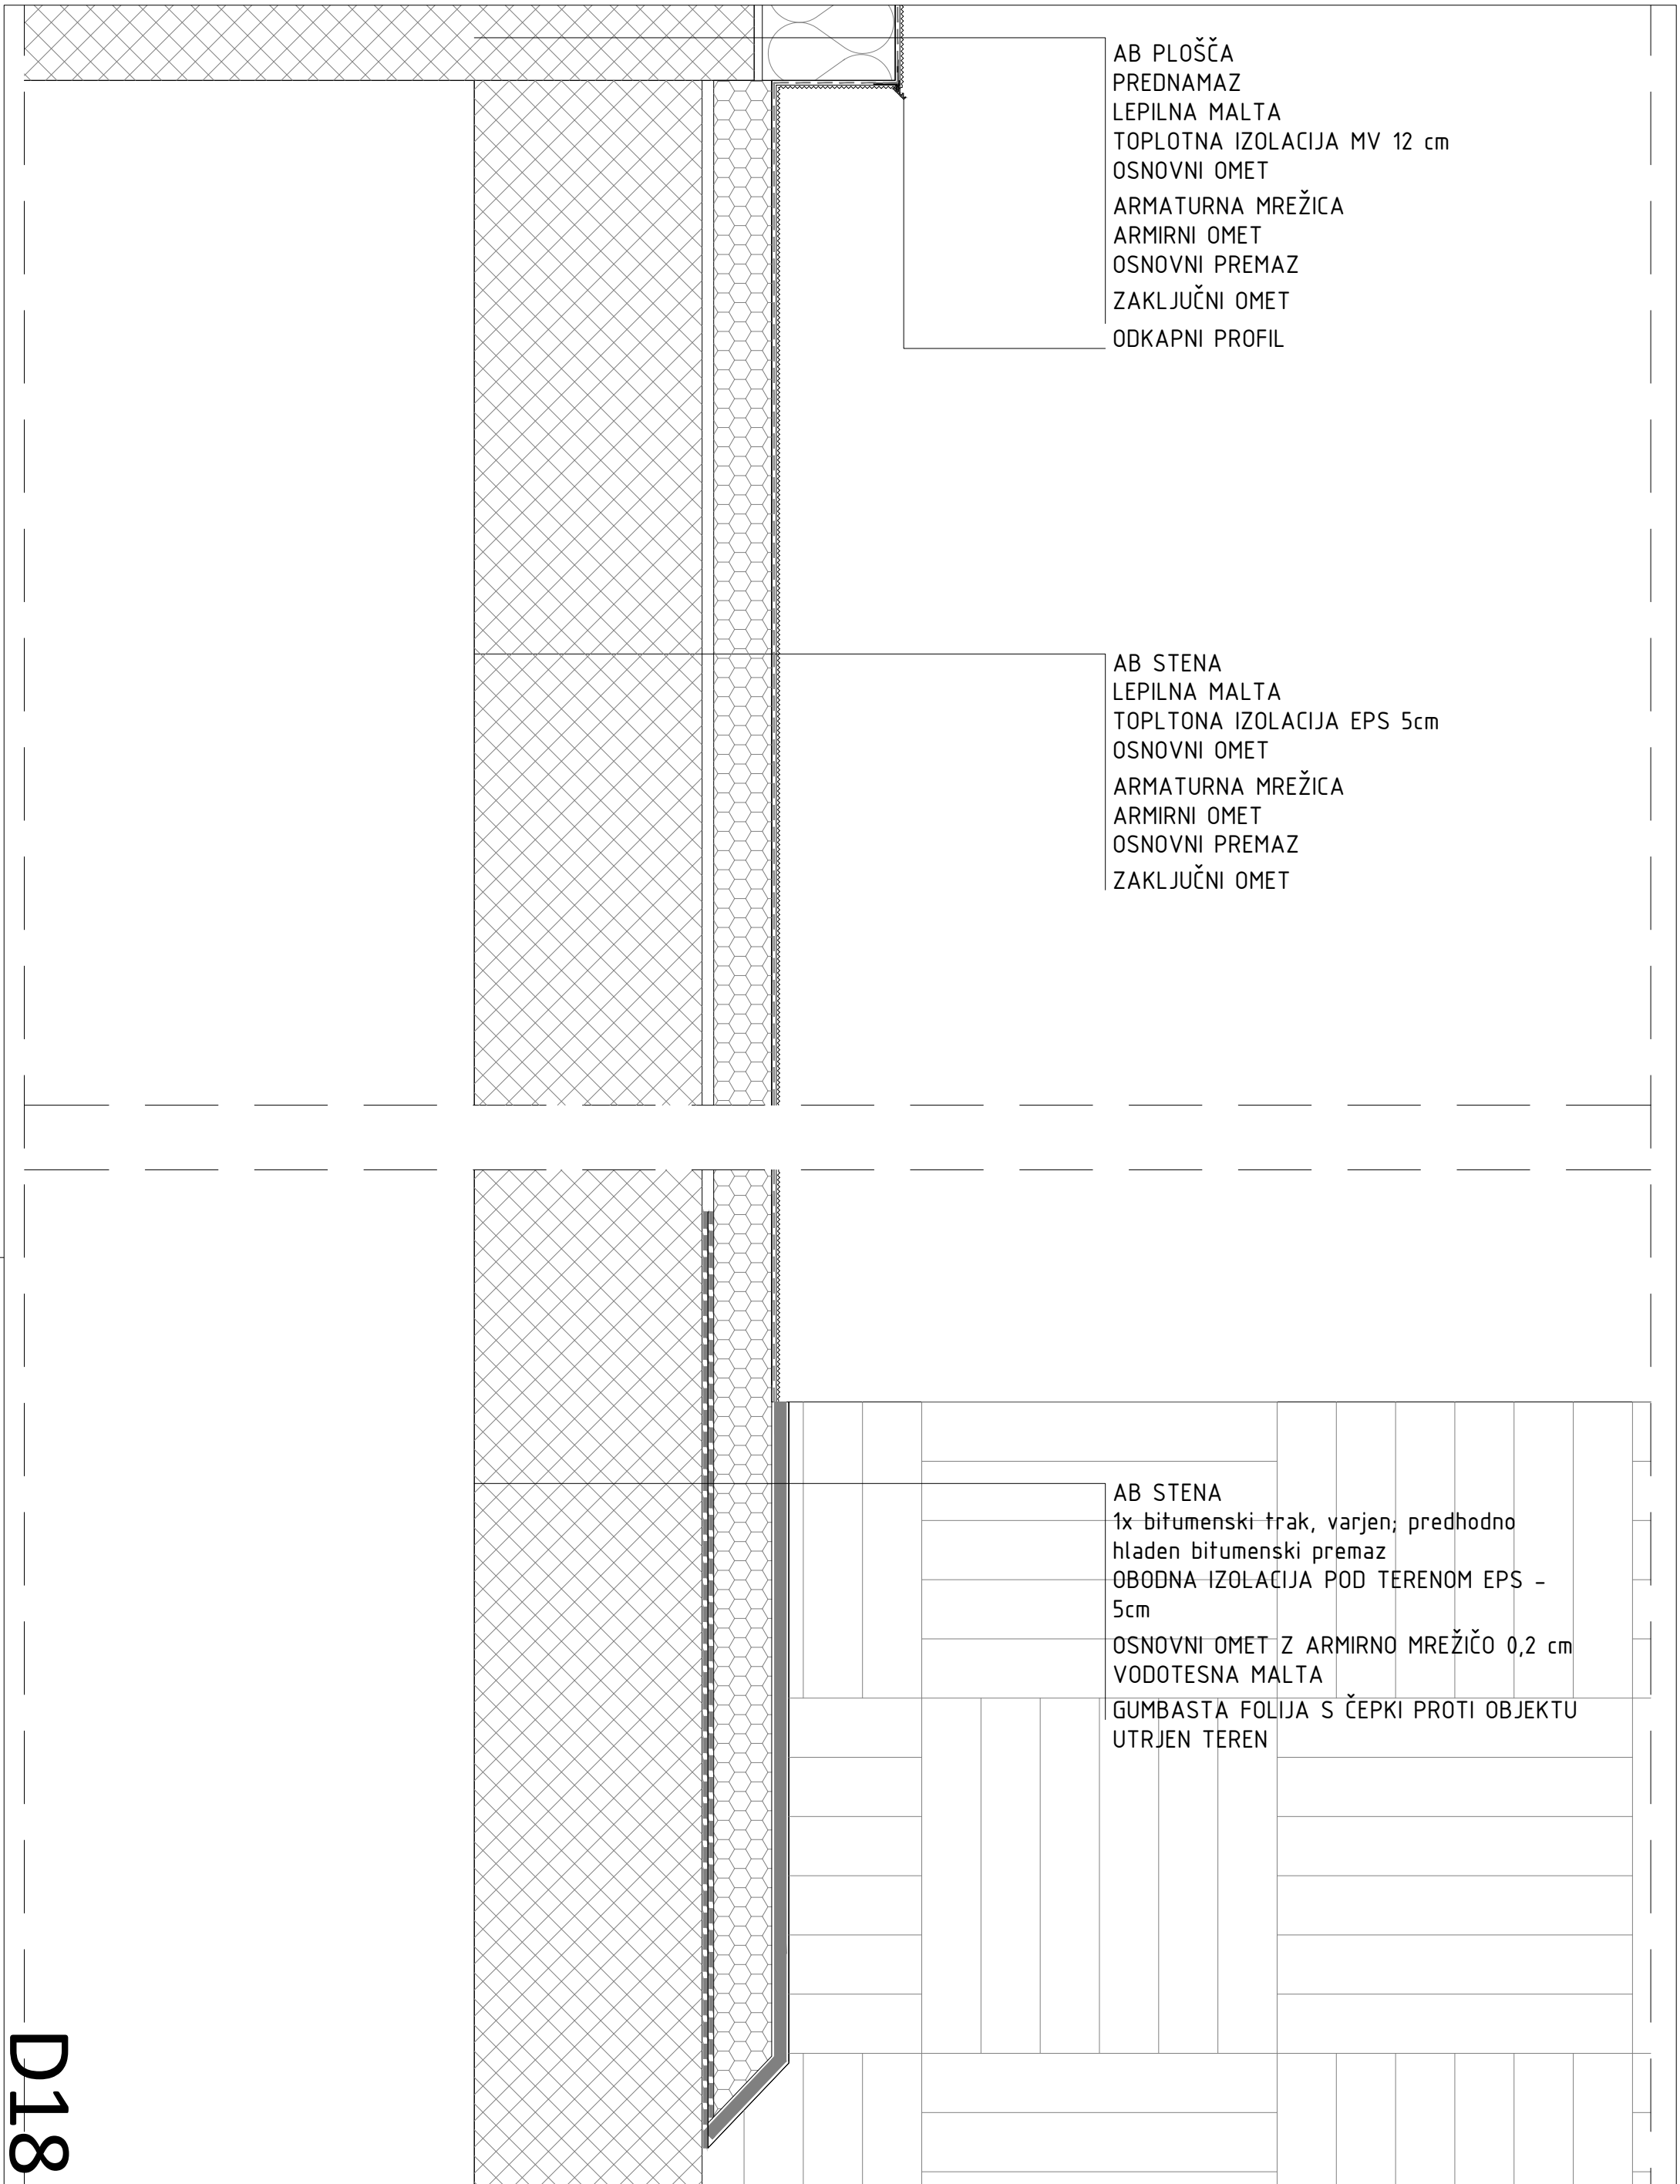 AB PLOŠČA
PREDNAMAZ
LEPILNA MALTA
TOPLOTNA IZOLACIJA MV 12 cm
OSNOVNI OMET
ARMATURNA MREŽICA
ARMIRNI OMET
OSNOVNI PREMAZ
ZAKLJUČNI OMET
ODKAPNI PROFIL
AB STENA
LEPILNA MALTA
TOPLTONA IZOLACIJA EPS 5cm
OSNOVNI OMET
ARMATURNA MREŽICA
ARMIRNI OMET
OSNOVNI PREMAZ
ZAKLJUČNI OMET
AB STENA
1x bitumenski trak, varjen; predhodno
hladen bitumenski premaz
OBODNA IZOLACIJA POD TERENOM EPS -
5cm
OSNOVNI OMET Z ARMIRNO MREŽIČO 0,2 cm
VODOTESNA MALTA
GUMBASTA FOLIJA S ČEPKI PROTI OBJEKTU
UTRJEN TEREN
D18